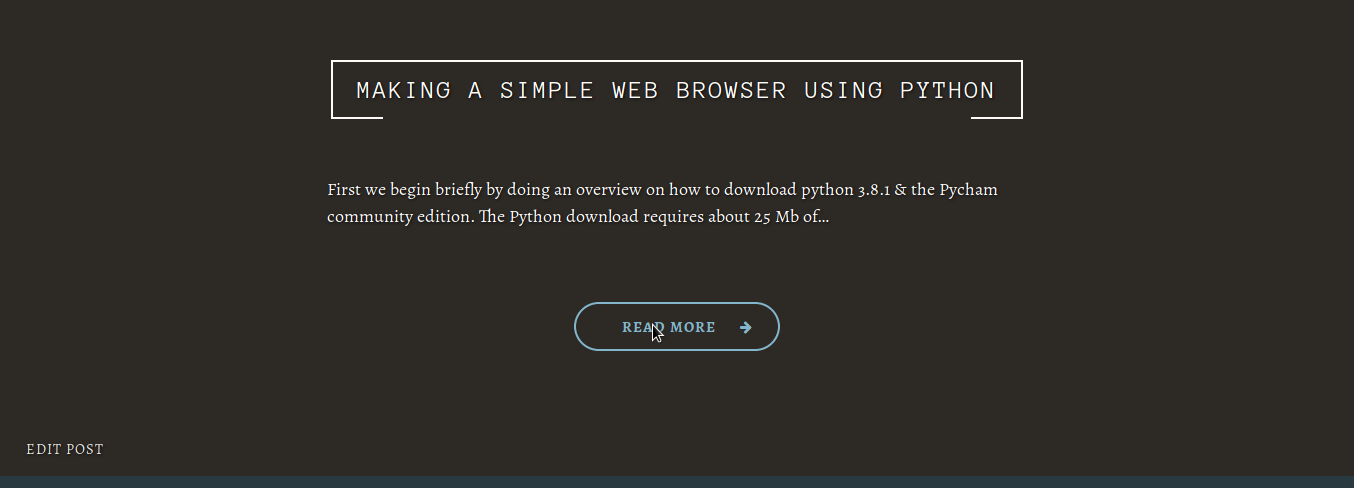 MAKING A SIMPLE WEB BROWSER USING PYTHON
First we begin briefly by doing an overview on how to download python 3.8.1 & the Pycham
community edition. The Python download requires about 25 Mb of...
READ MORE
EDIT POST